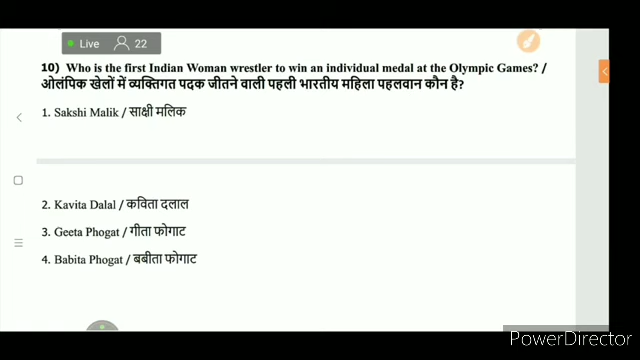 Live 22
10) Who is the first Indian Woman wrestler to win an individual medal at the Olympic Games? /
ओलंपिक खेलों में व्यक्तिगत पदक जीतने वाली पहली भारतीय महिला पहलवान कौन है?
1. Sakshi Malik / साक्षी मलिक
2. Kavita Dalal / कविता दलाल
3. Geeta Phogat / गीता फोगाट
4. Babita Phogat / बबीता फोगाट
PowerDirector